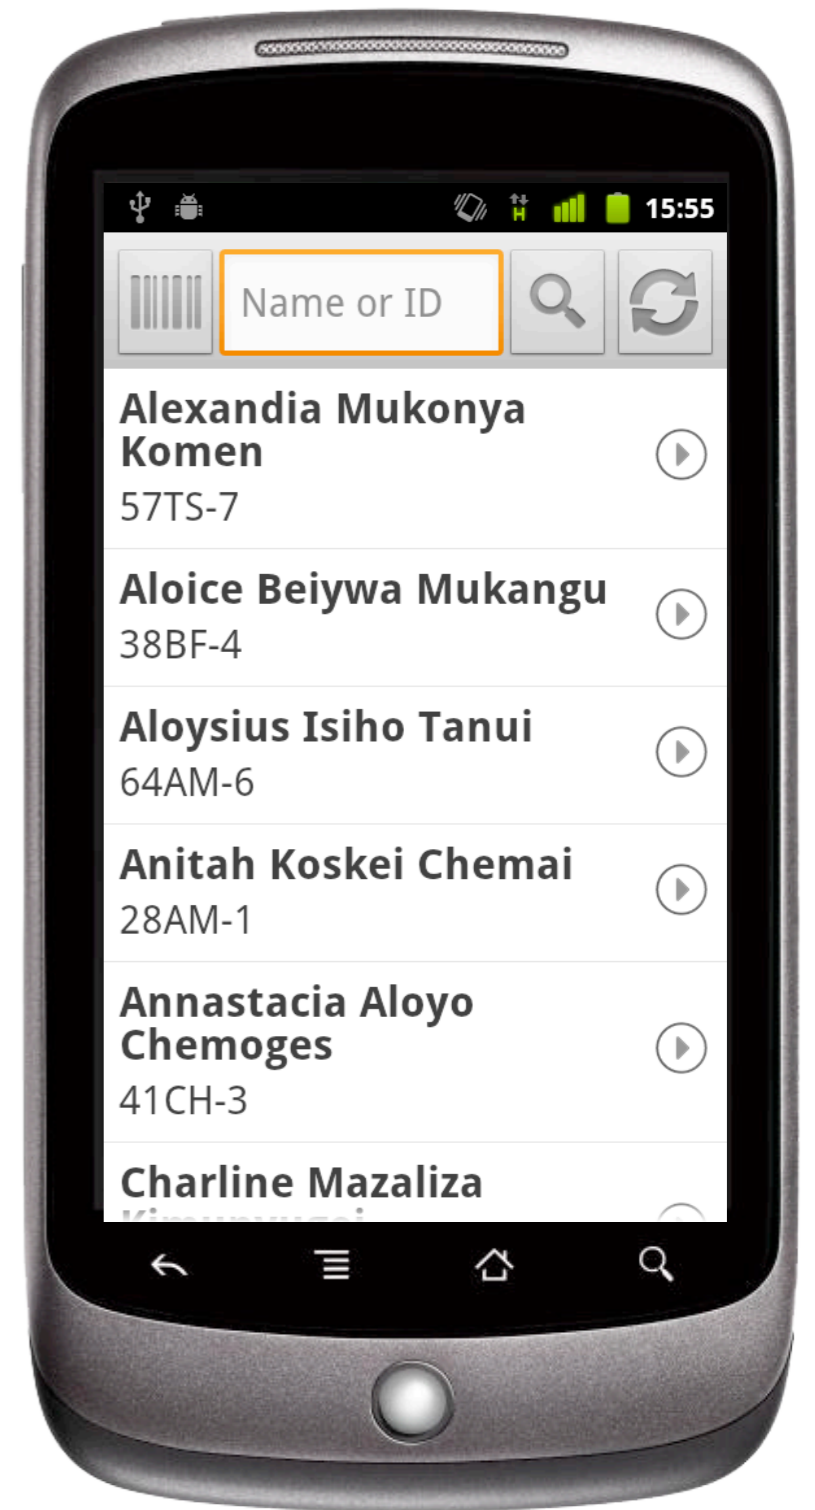 H
15:55
Name or ID
Alexandia Mukonya
Komen
57TS-7
Aloice Beiywa Mukangu
38BF-4
Aloysius Isiho Tanui
64AM-6
Anitah Koskei Chemai
28AM-1
Annastacia Aloyo
Chemoges
41CH-3
Charline Mazaliza